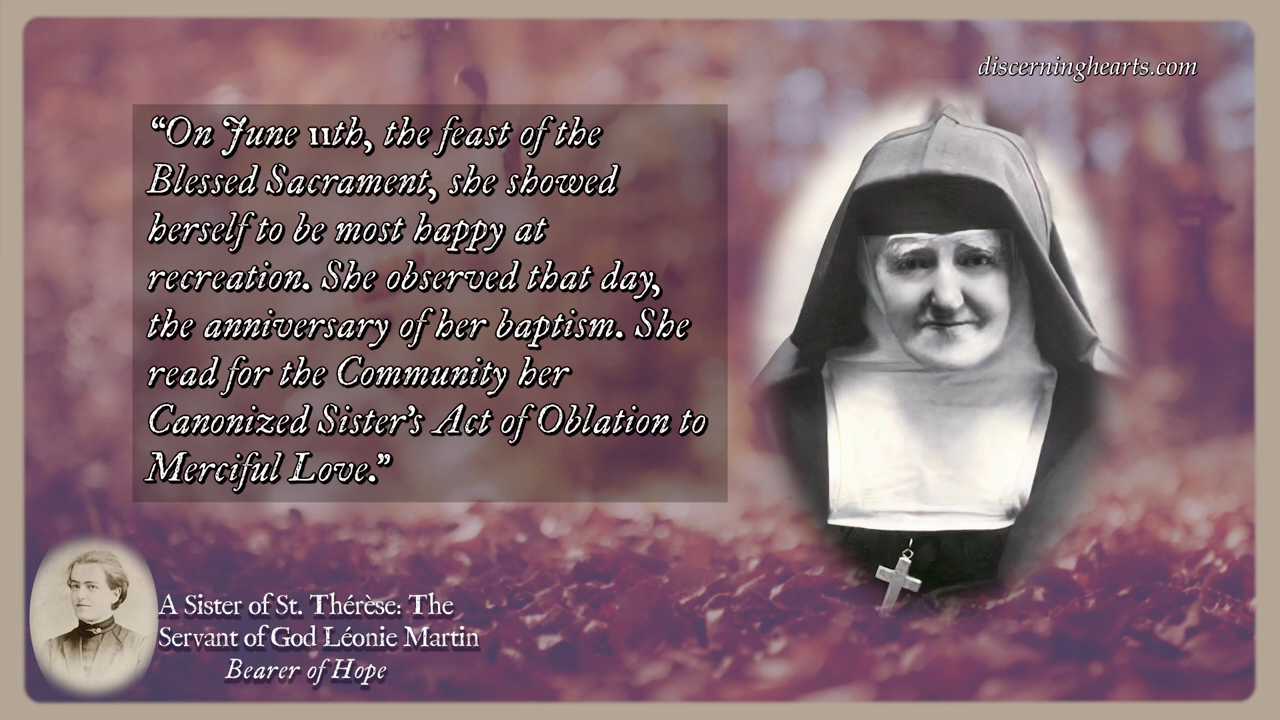 discerninghearts.com
“On June 11th, the feast of the
Blessed Sacrament, she showed
herself to be most happy at
recreation. She observed that day,
the anniversary of her baptism. She
read for the Community her
Canonized Sister’s Act of Oblation to
Merciful Love.”
A Sister of St. Thérèse: The
Servant of God Léonie Martin
Bearer of Hope